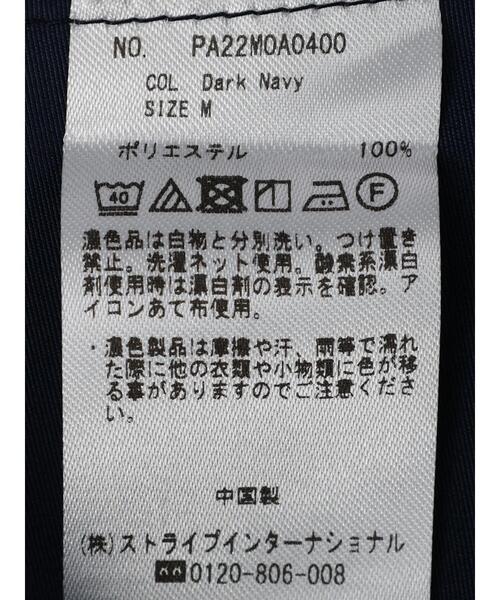 NO. PA22M0A0400
COL Dark Navy
SIZE M
ポリエステル 100%
40 F
濃色品は白物と分別洗い。つけ置き
禁止。洗濯ネット使用。酸素系漂白
剤使用時は漂白剤の表示を確認。ア
イロンあて布使用。
・濃色製品は摩擦や汗、雨等で濡れ
た際に他の衣類や小物類に色が移
る事がありますのでご注意くださ
い。
中国製
(株)ストライプインターナショナル
0120-806-008